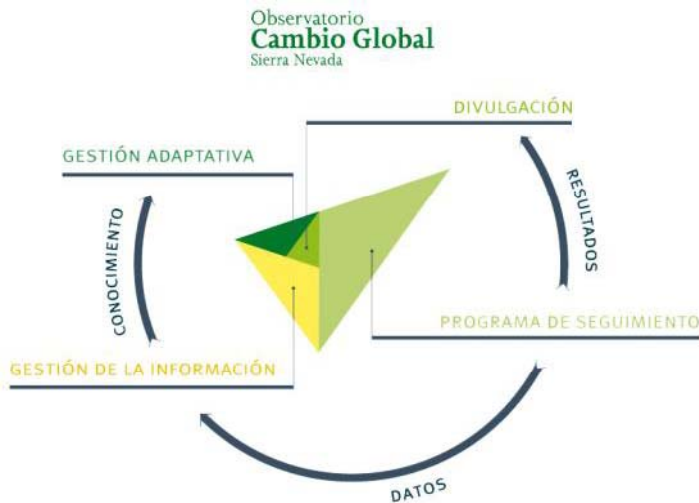 Observatorio
Cambio Global
Sierra Nevada
DIVULGACIÓN
GESTIÓN ADAPTATIVA
RESULTADOS
CONOCIMIENTO
PROGRAMA DE SEGUIMIENTO
GESTIÓN DE LA INFORMACIÓN
DATOS